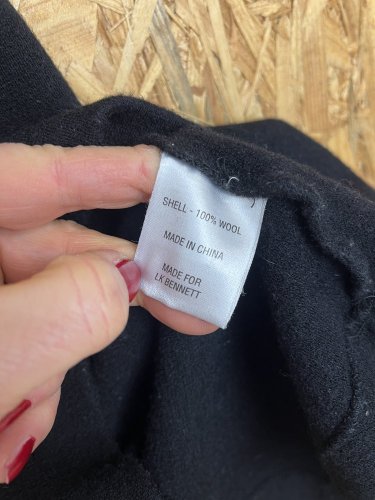 SHELL - 100% WOOL
MADE IN CHINA
MADE FOR
LK BENNETT